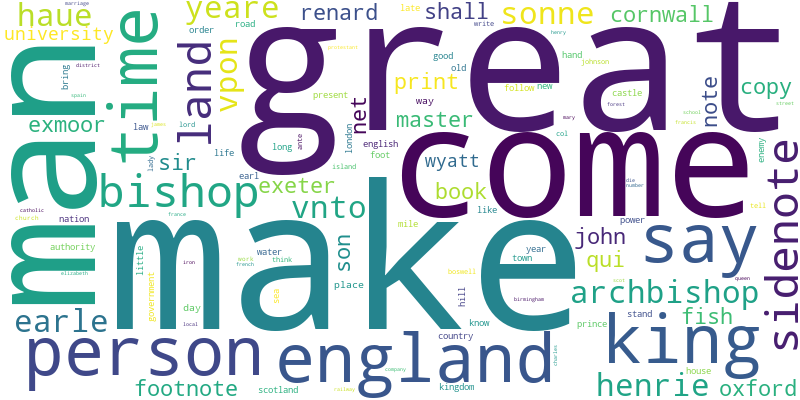 marriage
haue
yeare
renard
late
shall
sonne
cornwall
order
road
write
university
district
man
time
land
vpon
great
good
hand
henry
johnson
old
bring
print
follow
new
copy
spain
present
castle
note
exmoor
net
way
forest
street
master
law
lord
london
ante
english
mary
school
francis
col
come
sir
life
long
foot
wyatt
enemy
lady
earl
island
bishop
exeter
book
die
number
tell
vnto
like
catholic
church
nation
france
mile
power
make
son
john
say
sidenote
authority
little
work
french
water
think
town
year
qui
boswell
elizabeth
iron
government
place
hill
archbishop
day
sea
birmingham
fish
prince
stand
earle
local
know
king
person
england
country
charles
queen
company
house
footnote
scotland
railway
kingdom
henrie
oxford